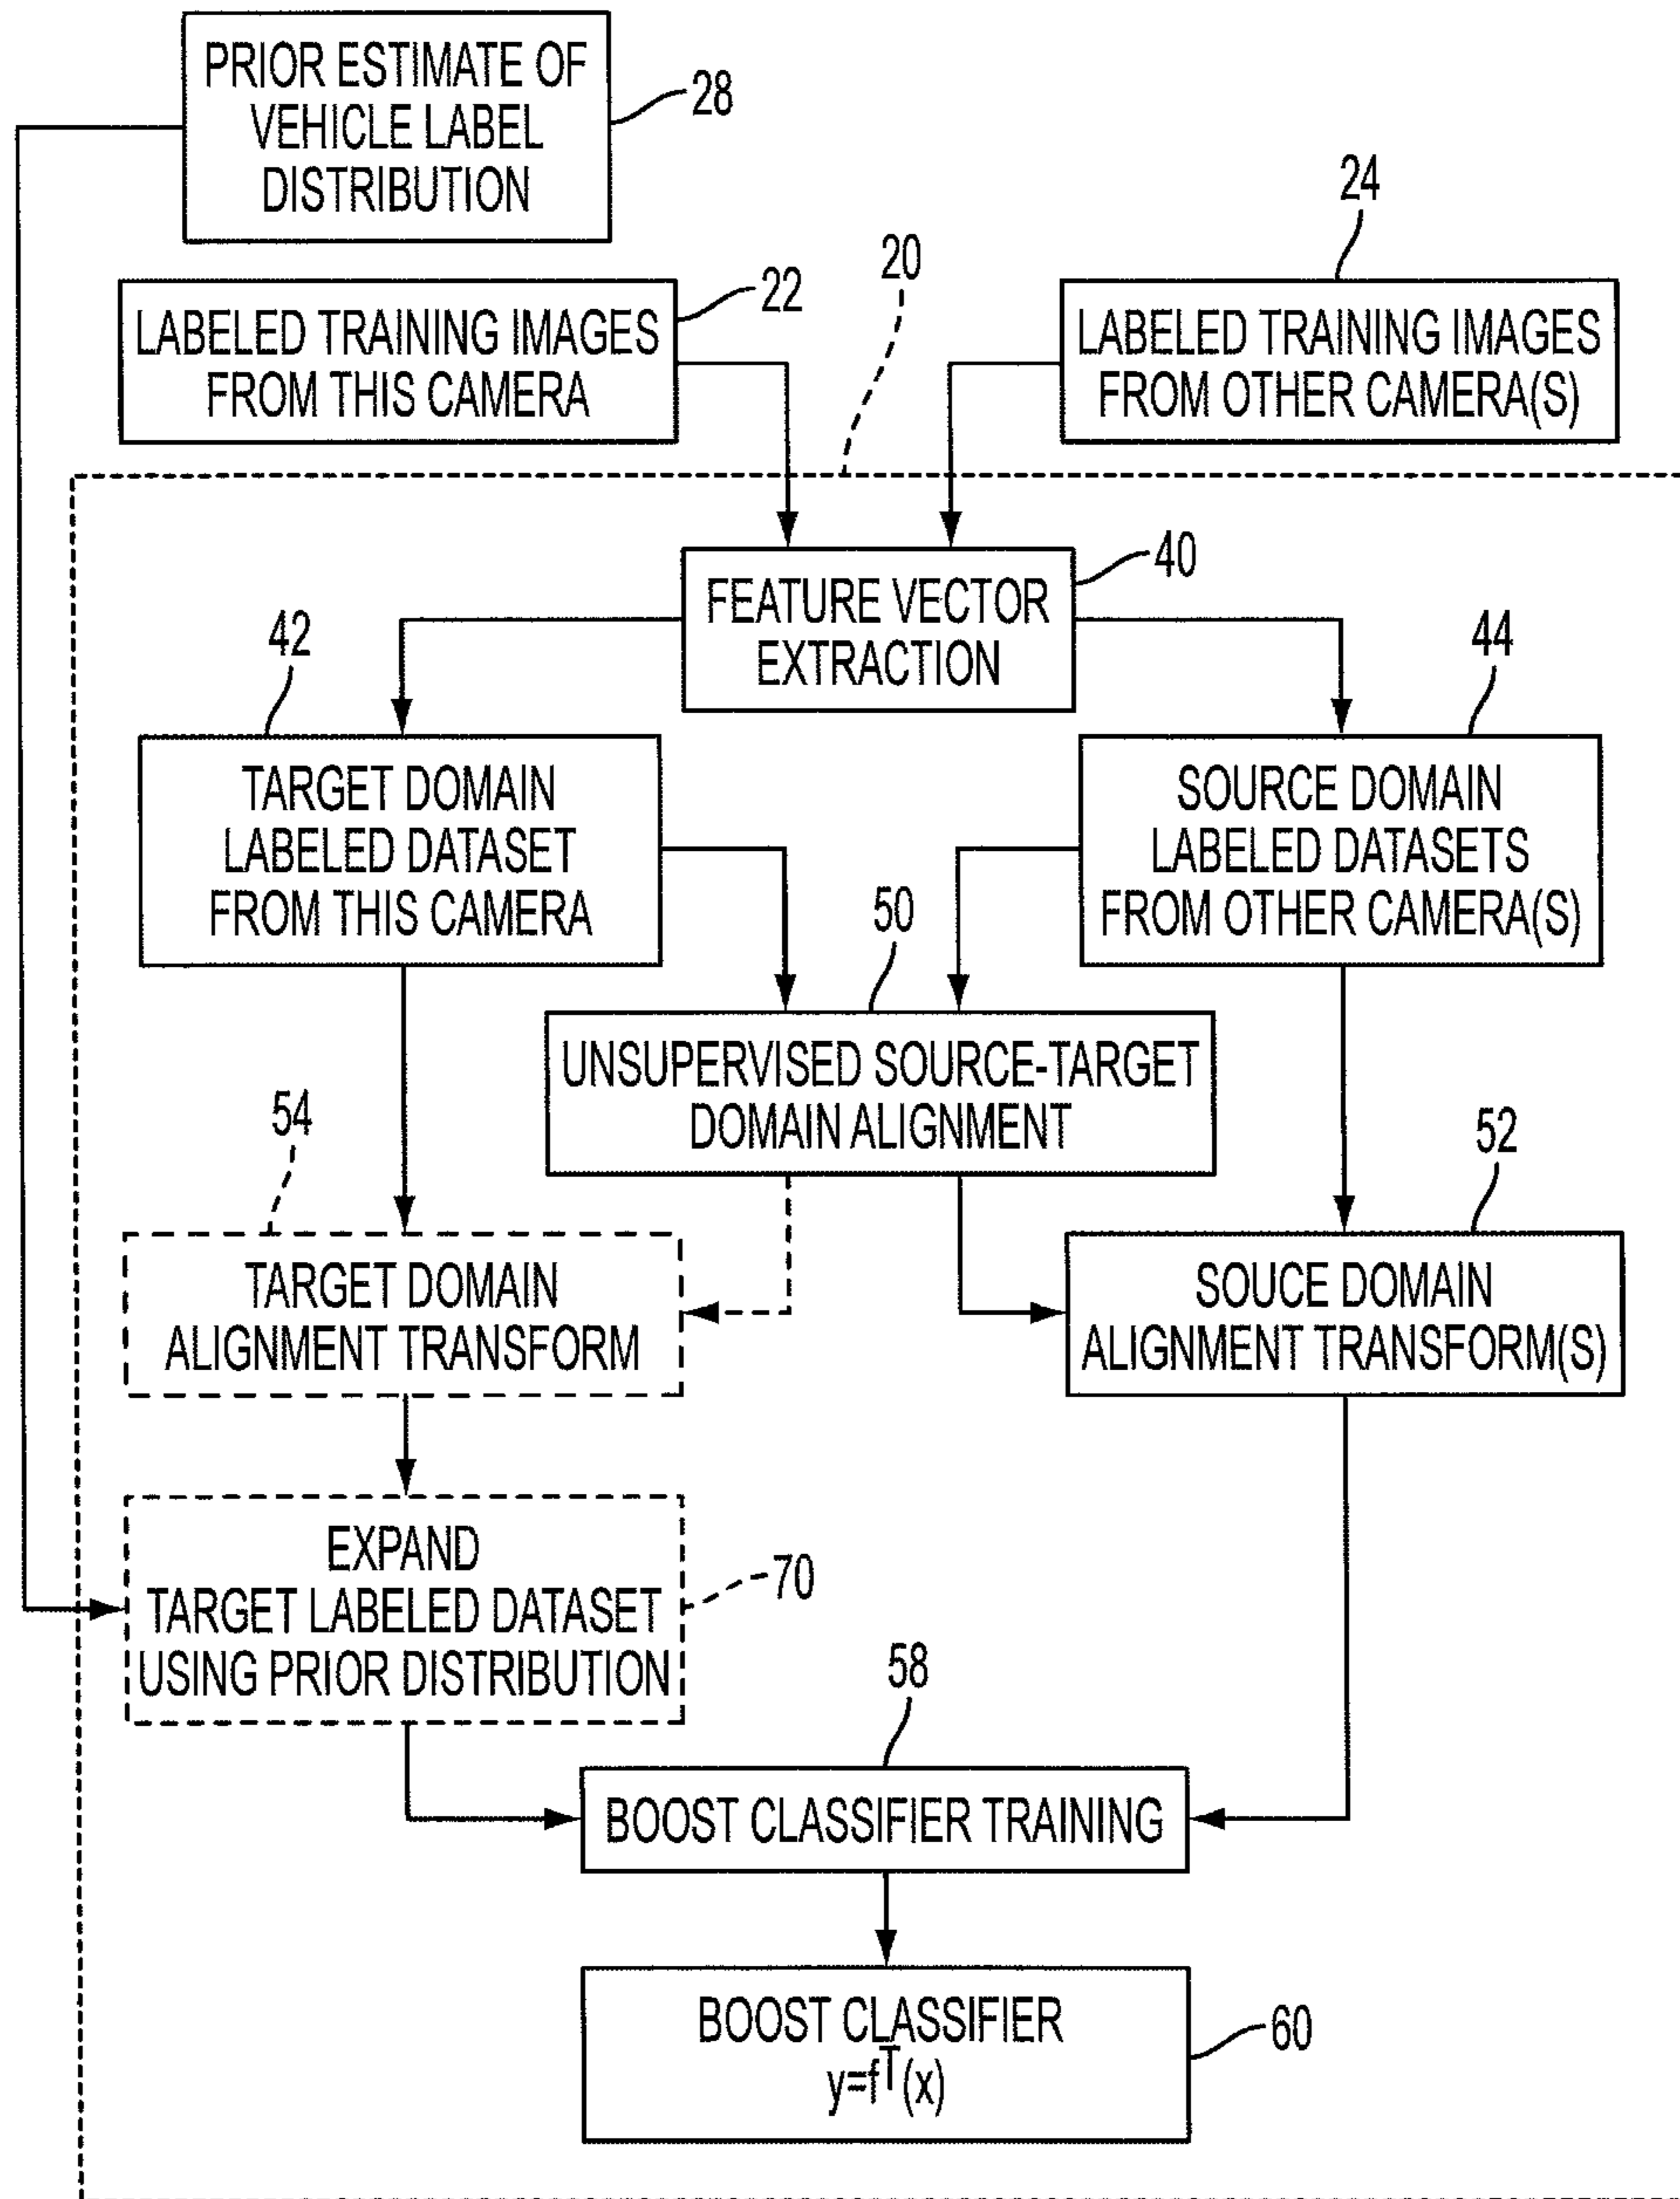 PRIOR ESTIMATE OF
VEHICLE LABEL
DISTRIBUTION
28
24
20
22
LABELED TRAINING IMAGES
FROM THIS CAMERA
LABELED TRAINING IMAGES
FROM OTHER CAMERA(S)
40
FEATURE VECTOR
EXTRACTION
42
44
TARGET DOMAIN
LABELED DATASET
FROM THIS CAMERA
SOURCE DOMAIN
LABELED DATASETS
FROM OTHER CAMERA(S)
50
UNSUPERVISED SOURCE-TARGET
DOMAIN ALIGNMENT
54
52
TARGET DOMAIN
ALIGNMENT TRANSFORM
SOUCE DOMAIN
ALIGNMENT TRANSFORM(S)
EXPAND
TARGET LABELED DATASET
USING PRIOR DISTRIBUTION
70
58
BOOST CLASSIFIER TRAINING
BOOST CLASSIFIER
y=fT̄(x)
60